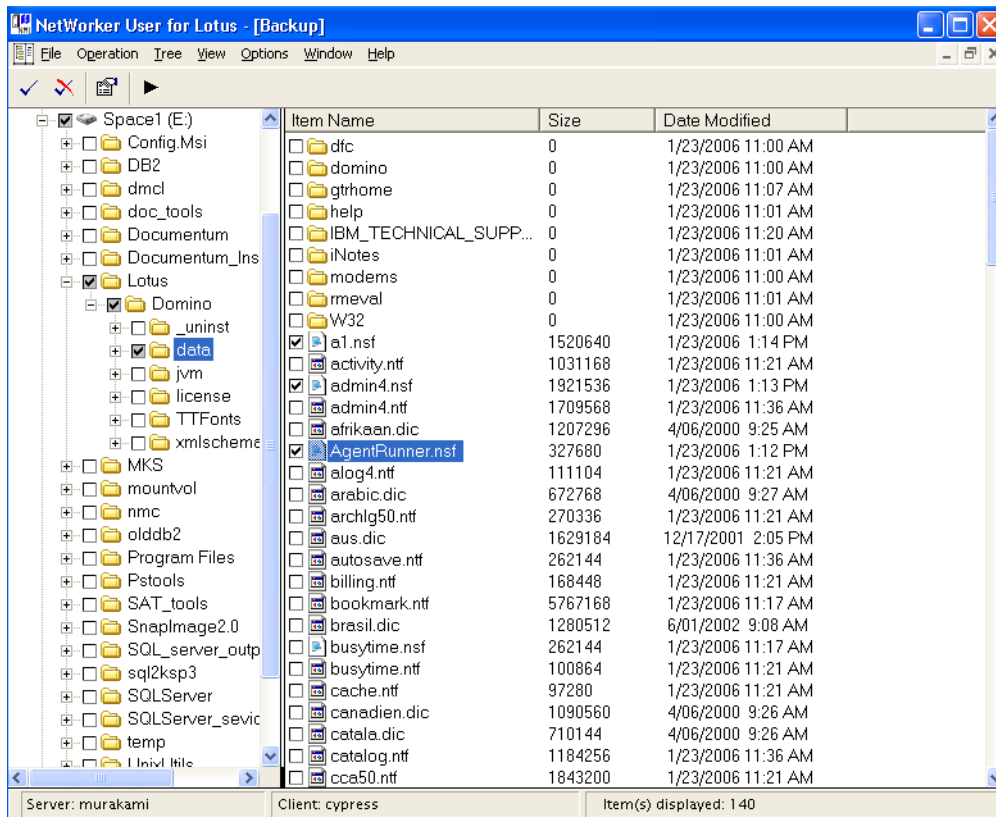 NetWorker User for Lotus - [Backup]
File Operation Tree View Options Window Help
Space1 (E:)
Config.Msi
DB2
dmcl
doc_tools
Documentum
Documentum_Ins
Lotus
Domino
_uninst
data
jvm
license
TTFonts
xmlscheme
MKS
mountvol
nmc
olddb2
Program Files
Pstools
SAT_tools
SnapImage2.0
SQL_server_outp
sql2ksp3
SQLServer
SQLServer_sevic
temp
UnixUtils
Item Name Size Date Modified
dfc 0 1/23/2006 11:00 AM
domino 0 1/23/2006 11:00 AM
gtrhome 0 1/23/2006 11:07 AM
help 0 1/23/2006 11:01 AM
IBM_TECHNICAL_SUPP... 0 1/23/2006 11:20 AM
iNotes 0 1/23/2006 11:01 AM
modems 0 1/23/2006 11:00 AM
rmeval 0 1/23/2006 11:01 AM
W32 0 1/23/2006 11:00 AM
a1.nsf 1520640 1/23/2006 1:14 PM
activity.ntf 1031168 1/23/2006 11:21 AM
admin4.nsf 1921536 1/23/2006 1:13 PM
admin4.ntf 1709568 1/23/2006 11:36 AM
afrikaan.dic 1207296 4/06/2000 9:25 AM
AgentRunner.nsf 327680 1/23/2006 1:12 PM
alog4.ntf 111104 1/23/2006 11:21 AM
arabic.dic 672768 4/06/2000 9:27 AM
archlg50.ntf 270336 1/23/2006 11:21 AM
aus.dic 1629184 12/17/2001 2:05 PM
autosave.ntf 262144 1/23/2006 11:36 AM
billing.ntf 168448 1/23/2006 11:21 AM
bookmark.ntf 5767168 1/23/2006 11:17 AM
brasil.dic 1280512 6/01/2002 9:08 AM
busytime.nsf 262144 1/23/2006 11:17 AM
busytime.ntf 100864 1/23/2006 11:21 AM
cache.ntf 97280 1/23/2006 11:21 AM
canadien.dic 1090560 4/06/2000 9:26 AM
catala.dic 710144 4/06/2000 9:26 AM
catalog.ntf 1184256 1/23/2006 11:36 AM
cca50.ntf 1843200 1/23/2006 11:21 AM
Server: murakami Client: cypress Item(s) displayed: 140